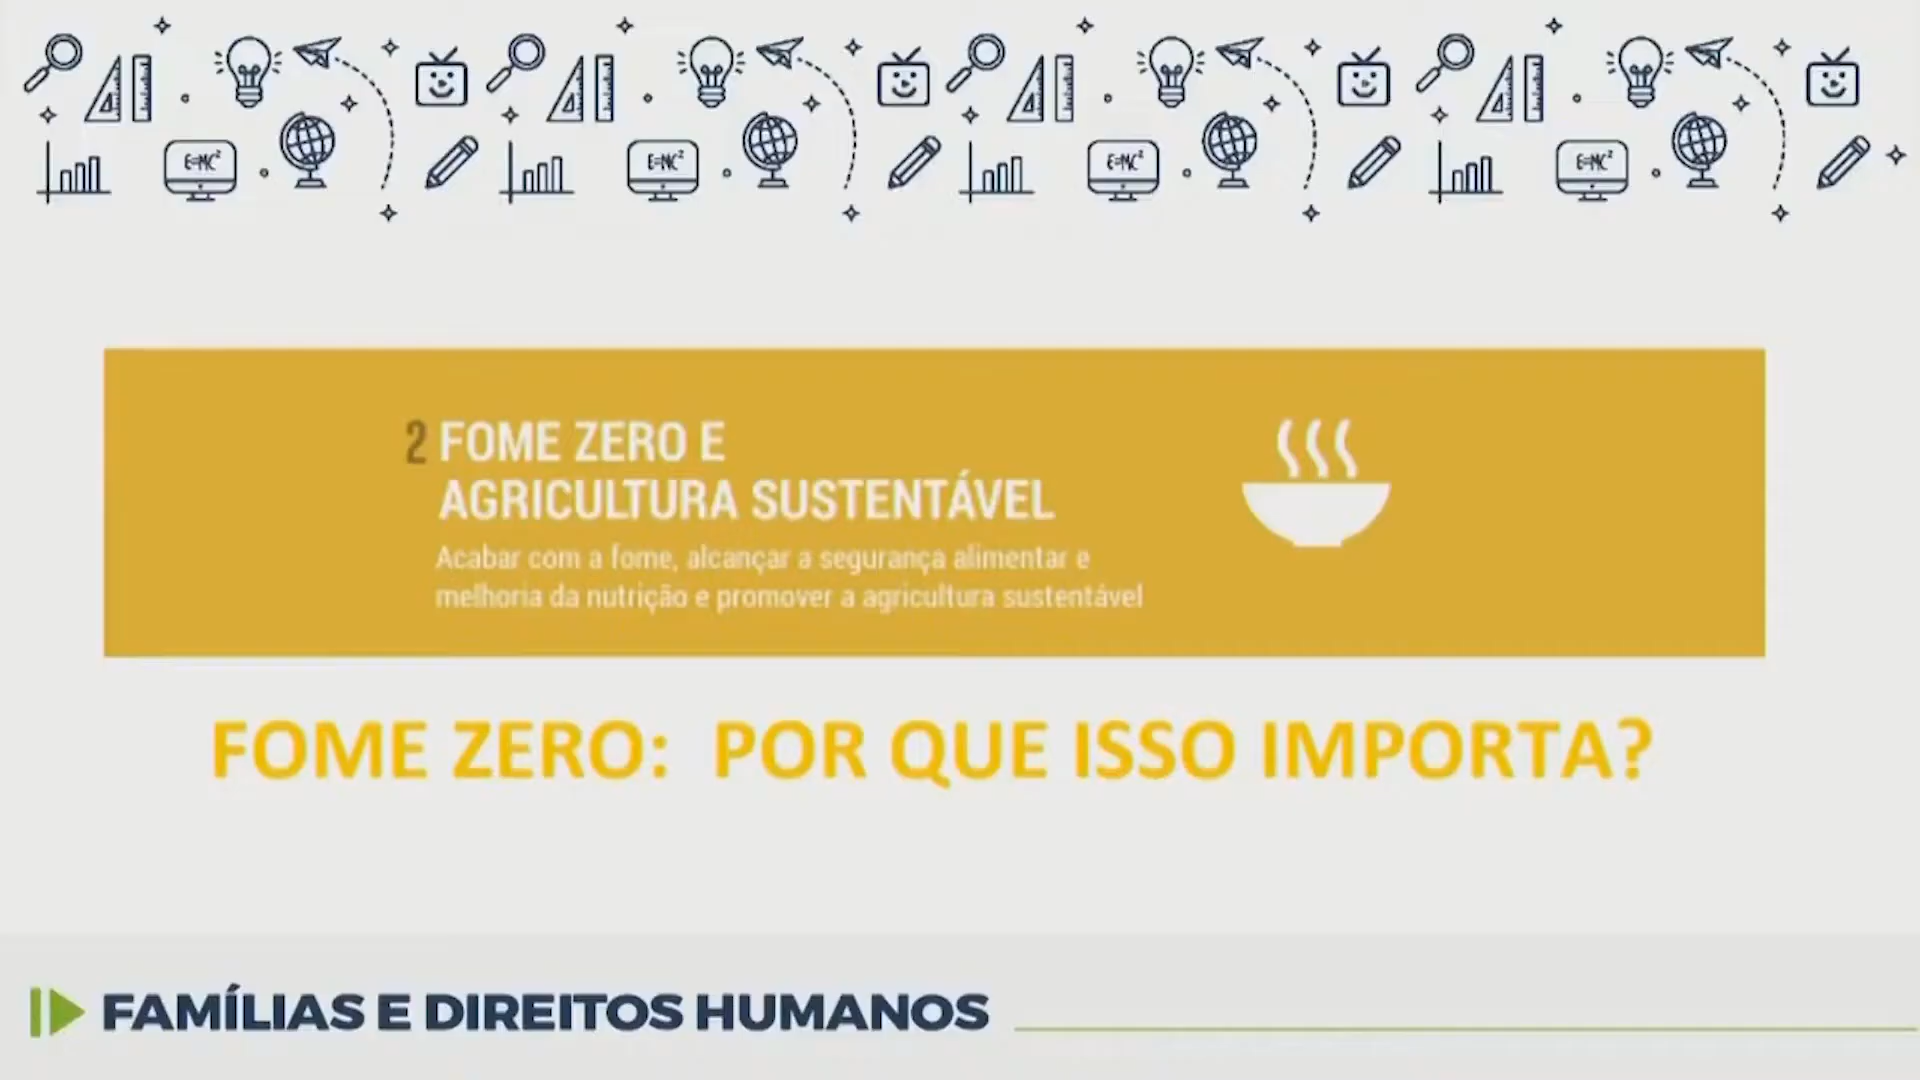 E=MC² E=MC² E=MC² E=MC²
2 FOME ZERO E
AGRICULTURA SUSTENTÁVEL
Acabar com a fome, alcançar a segurança alimentar e
melhoria da nutrição e promover a agricultura sustentável
FOME ZERO: POR QUE ISSO IMPORTA?
FAMÍLIAS E DIREITOS HUMANOS